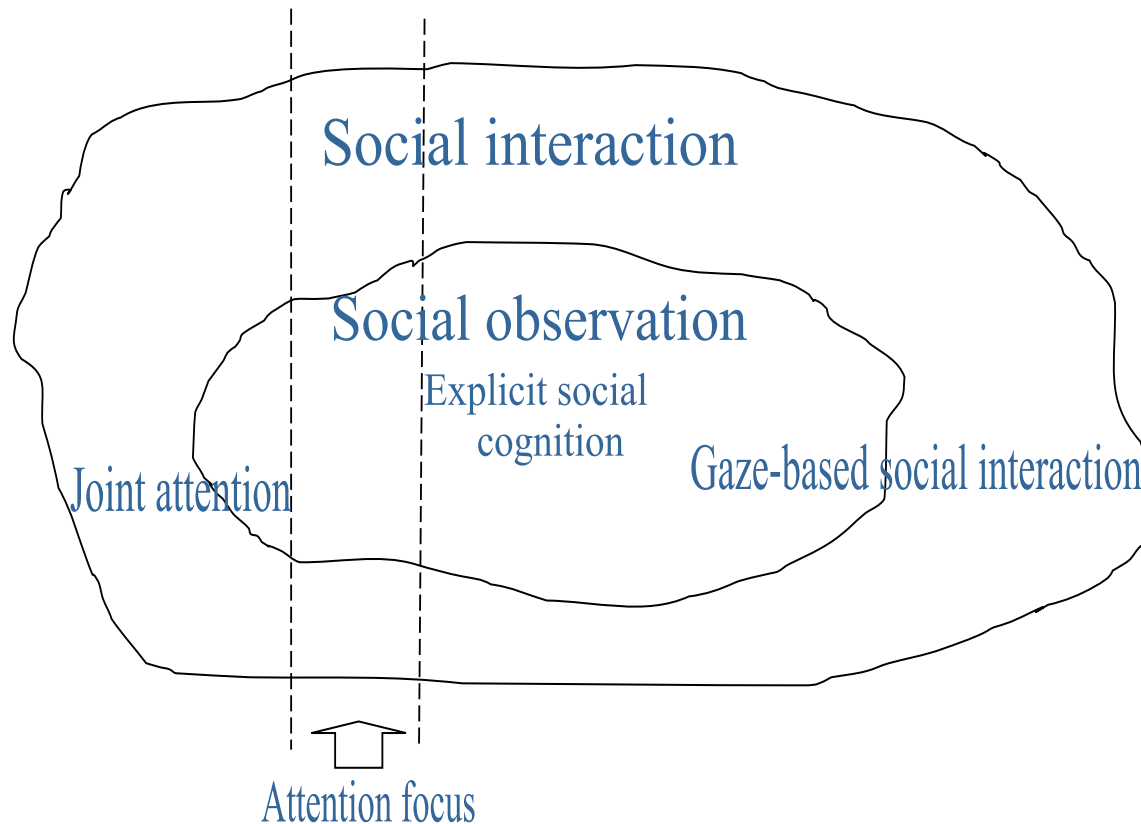 Social interaction
Social observation
Explicit social
cognition
Joint attention
Gaze-based social interaction
Attention focus